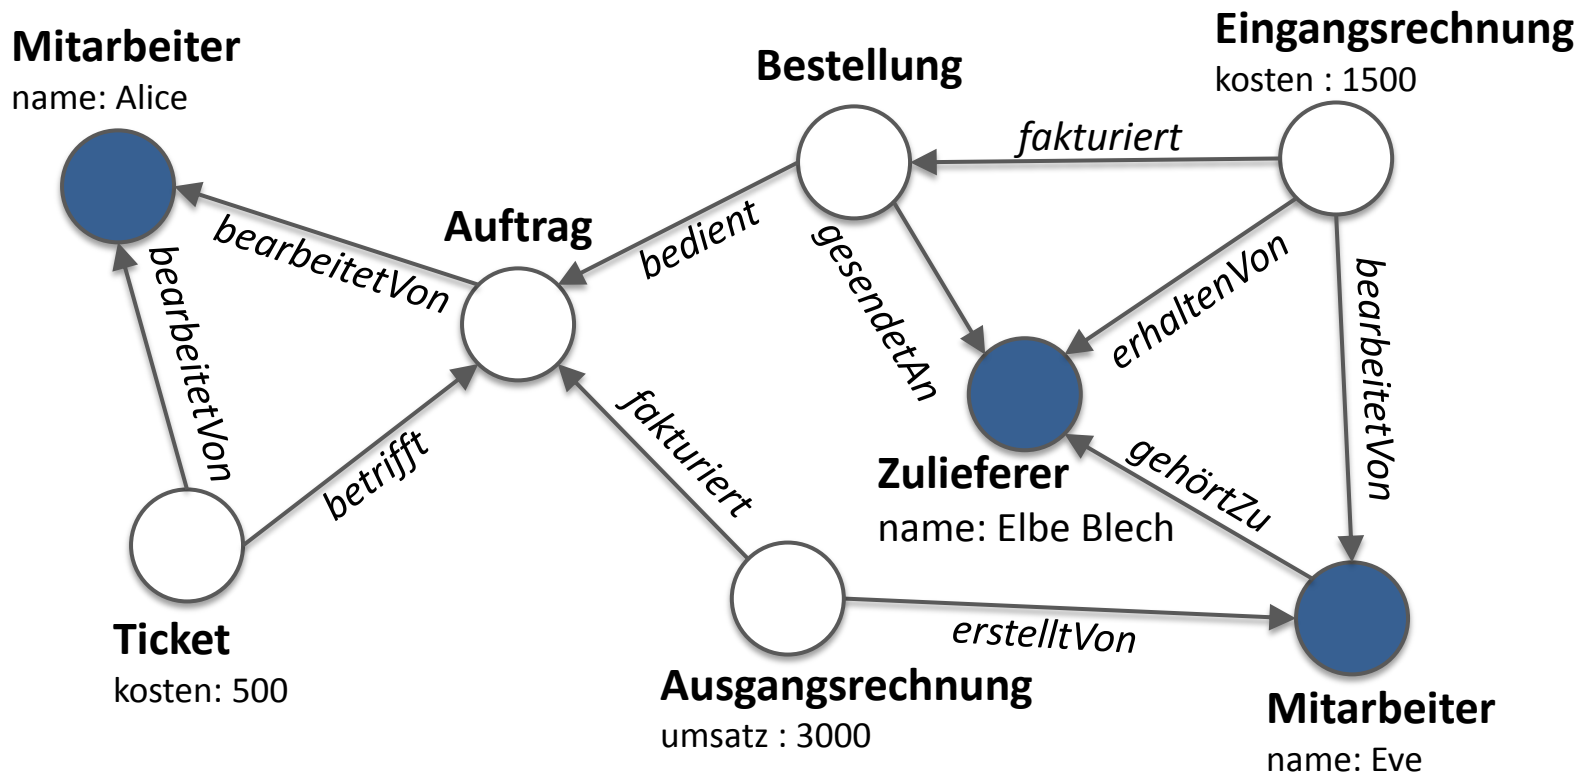 Mitarbeiter
name: Alice
Bestellung
Eingangsrechnung
kosten : 1500
fakturiert
Auftrag
bearbeitetVon
bedient
gesendetAn
erhaltenVon
bearbeitetVon
bearbeitetVon
betrifft
fakturiert
Zulieferer
name: Elbe Blech
gehörtZu
Ticket
kosten: 500
erstelltVon
Ausgangsrechnung
umsatz : 3000
Mitarbeiter
name: Eve